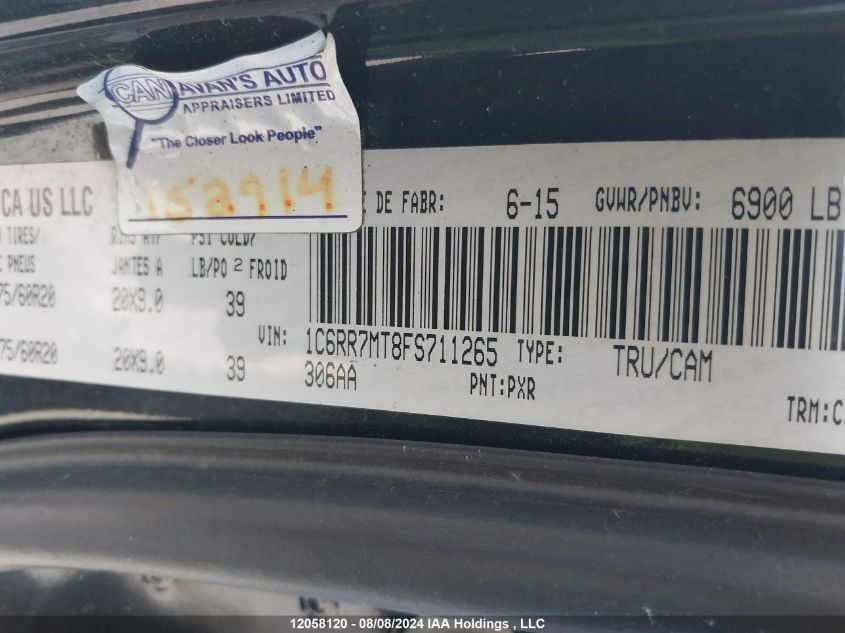 CANAVAN'S AUTO
APPRAISERS LIMITED
"The Closer Look People"
152914
CA US LLC
DE FABR: 6-15 GVWR/PNBV: 6900 LB
TIRES/ PSI COLD/
PNEUS JANTES A LB/PO 2 FROID
75/60R20 20X9.0 39
VIN: 1C6RR7MT8FS711265 TYPE: TRU/CAM
75/60R20 20X9.0 39
306AA PNT:PXR
TRM:C
12058120 - 08/08/2024 IAA Holdings , LLC